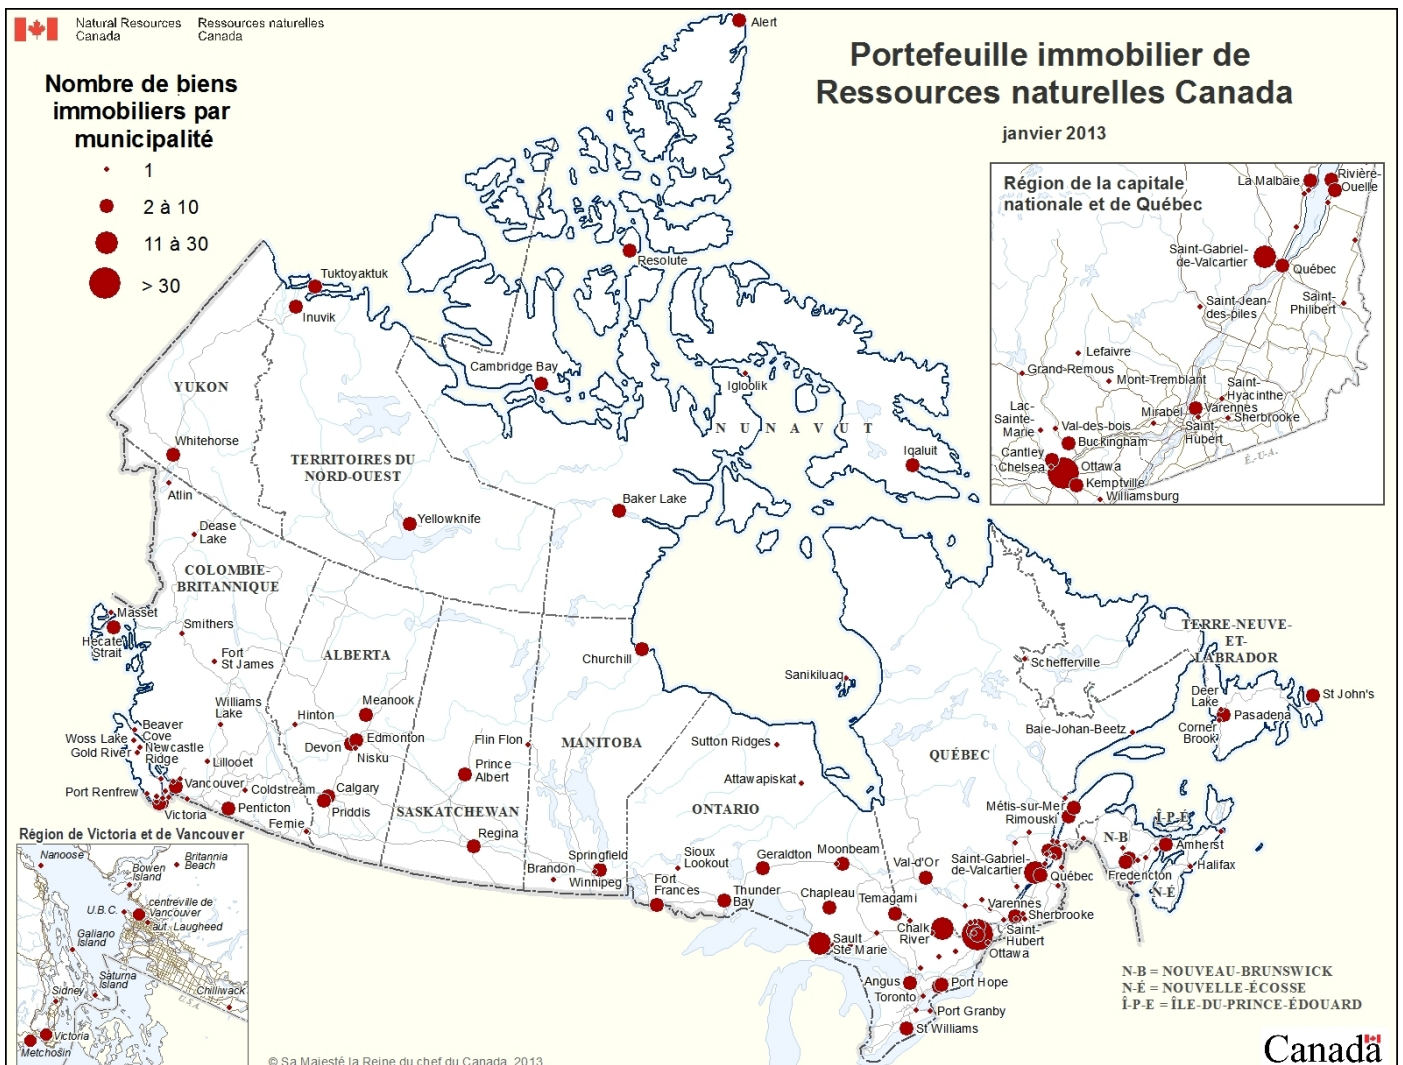 Natural Resources Ressources naturelles
Canada Canada
Portefeuille immobilier de
Ressources naturelles Canada
janvier 2013
Nombre de biens
immobiliers par
municipalité
1
2 à 10
11 à 30
> 30
Région de la capitale
nationale et de Québec
La Malbaie
Rivière-
Ouelle
Saint-Gabriel-
de-Valcartier
Québec
Saint-Jean-
des-piles
Saint-
Philibert
Lefaivre
Grand-Remous
Mont-Tremblant
Saint-
Hyacinthe
Lac-
Sainte-
Marie
Mirabel
Varennes
Sherbrooke
Val-des-bois
Saint-
Hubert
Buckingham
Cantley
Chelsea
Ottawa
Kemptville
Williamsburg
É.-U.A.
Alert
Resolute
Tuktoyaktuk
Inuvik
Cambridge Bay
Igloolik
YUKON
NUNAVUT
Whitehorse
TERRITOIRES DU
NORD-OUEST
Iqaluit
Atlin
Yellowknife
Baker Lake
Dease
Lake
COLOMBIE-
BRITANNIQUE
Masset
Hecate
Strait
Smithers
Fort
St James
ALBERTA
Churchill
Sanikiluaq
Schefferville
TERRE-NEUVE-
ET-
LABRADOR
Williams
Lake
Hinton
Meanook
Deer
Lake
St John's
Pasadena
Corner
Brook
Beaver
Cove
Woss Lake
Gold River
Newcastle
Ridge
Devon
Edmonton
Nisku
Flin Flon
MANITOBA
Sutton Ridges
QUÉBEC
Baie-Johan-Beetz
Lillooet
Prince
Albert
Attawapiskat
Port Renfrew
Vancouver
Coldstream
Calgary
Victoria
Penticton
Priddis
SASKATCHEWAN
ONTARIO
Métis-sur-Mer
Rimouski
Î-P-É
Fernie
Regina
N-B
Amherst
Springfield
Brandon
Winnipeg
Sioux
Lookout
Geraldton
Moonbeam
Val-d'Or
Saint-Gabriel-
de-Valcartier
Québec
Fredericton
Halifax
N-É
Fort
Frances
Thunder
Bay
Chapleau
Temagami
Varennes
Sherbrooke
Saint-
Hubert
Sault
Ste Marie
Chalk
River
Ottawa
Angus
Port Hope
Toronto
Port Granby
St Williams
Région de Victoria et de Vancouver
Nanoose
Bowen
Island
Britannia
Beach
U.B.C.
centreville de
Vancouver
aut. Laugheed
Galiano
Island
Saturna
Island
Sidney
Chilliwack
U.S.A.
Victoria
Metchosin
N-B = NOUVEAU-BRUNSWICK
N-É = NOUVELLE-ÉCOSSE
Î-P-E = ÎLE-DU-PRINCE-ÉDOUARD
© Sa Majesté la Reine du chef du Canada, 2013
Canada